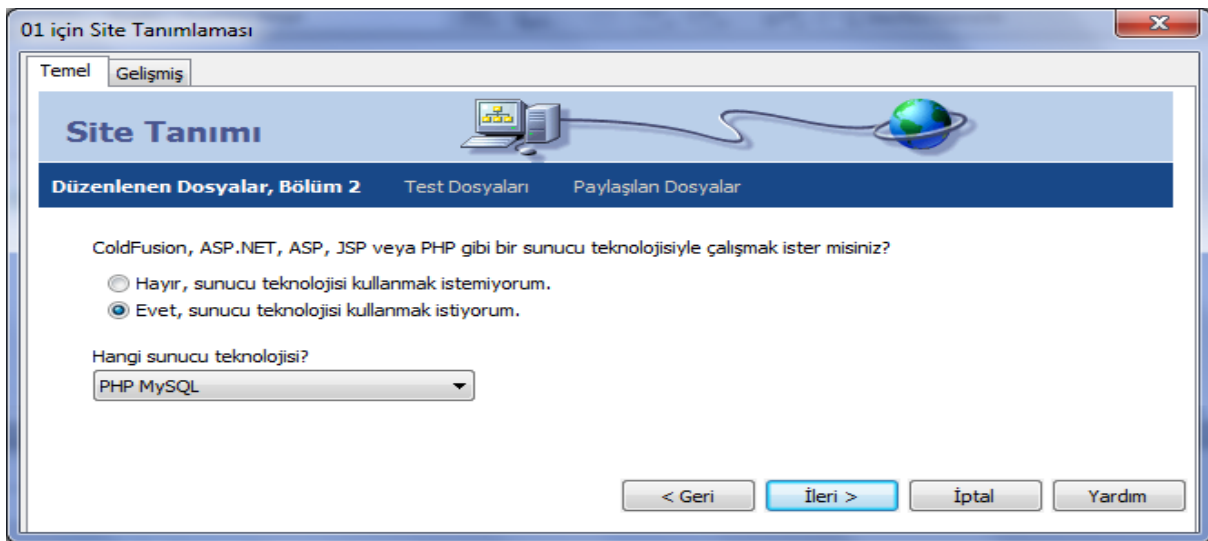 01 için Site Tanımlaması
Temel Gelişmiş
Site Tanımı
Düzenlenen Dosyalar, Bölüm 2 Test Dosyaları Paylaşılan Dosyalar
ColdFusion, ASP.NET, ASP, JSP veya PHP gibi bir sunucu teknolojisiyle çalışmak ister misiniz?
Hayır, sunucu teknolojisi kullanmak istemiyorum.
Evet, sunucu teknolojisi kullanmak istiyorum.
Hangi sunucu teknolojisi?
PHP MySQL
< Geri İleri > İptal Yardım